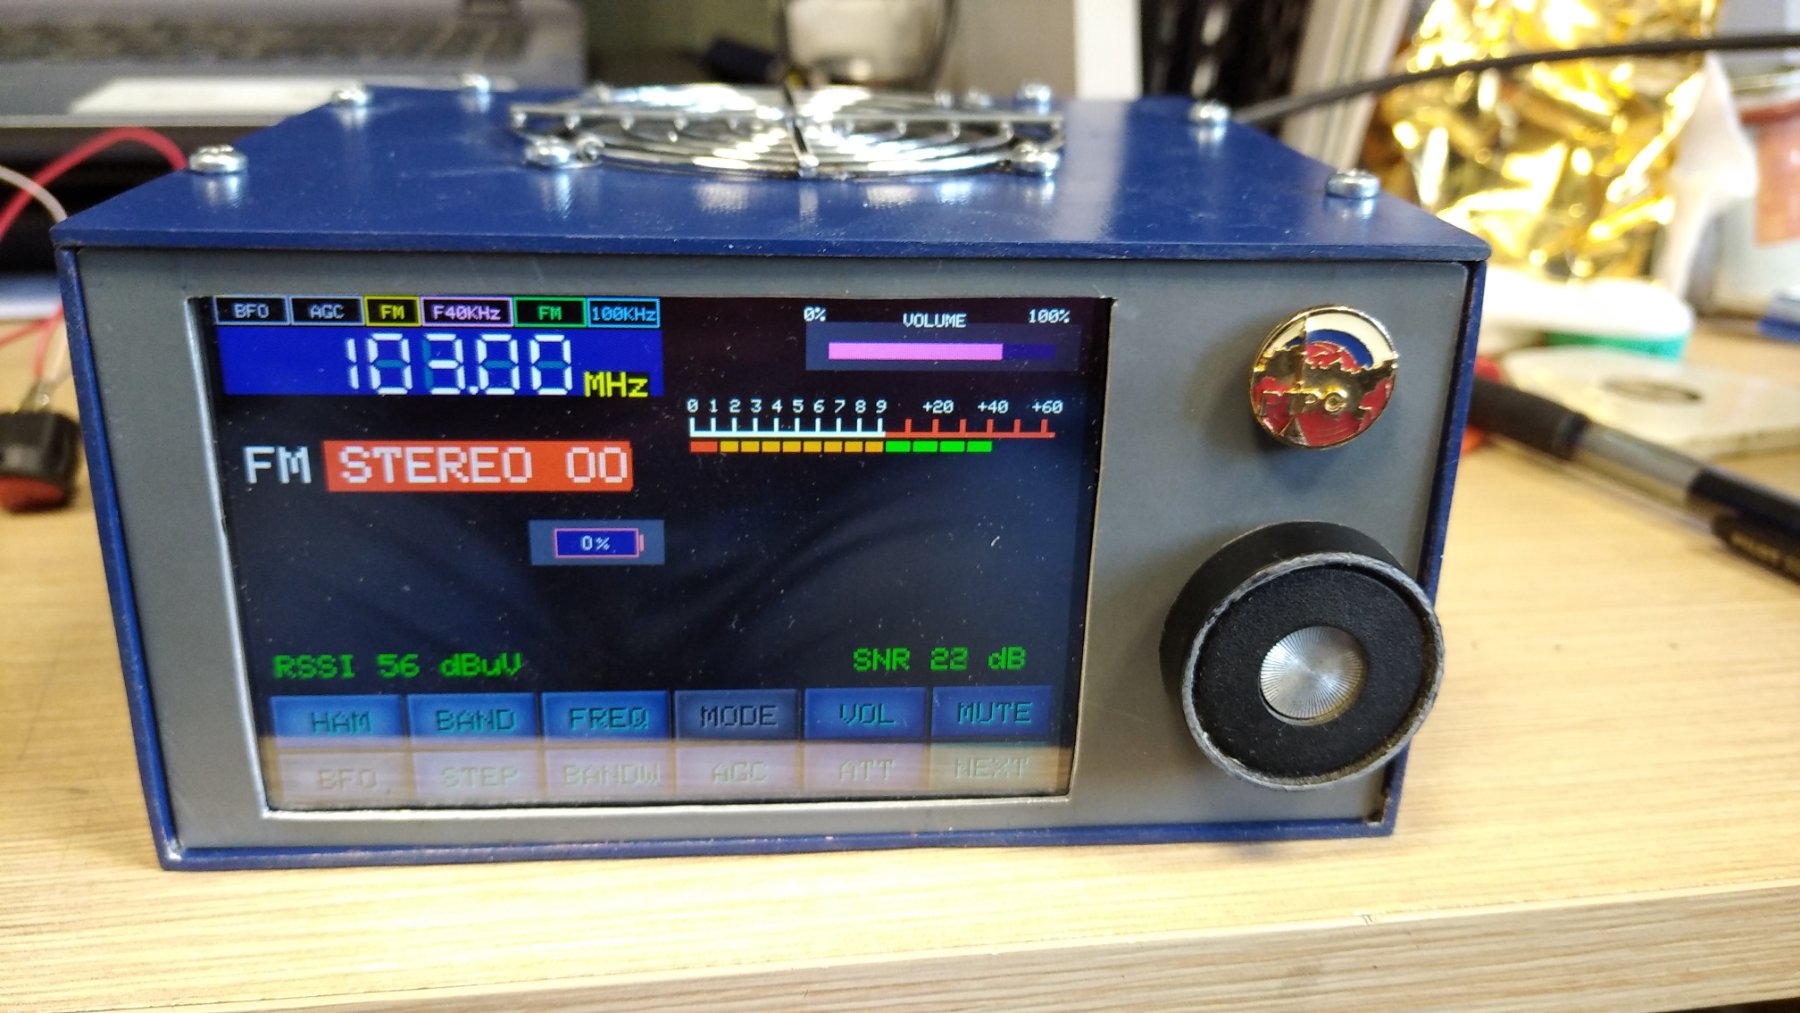 BFO AGC FM F40KHz FM 100KHz
103.00 MHz
0% VOLUME 100%
0 1 2 3 4 5 6 7 8 9 +20 +40 +60
FM STEREO 00
0%
RSSI 56 dBuV SNR 22 dB
HAM BAND FREQ MODE VOL MUTE
BFO STEP BANDW AGC ATT NEXT